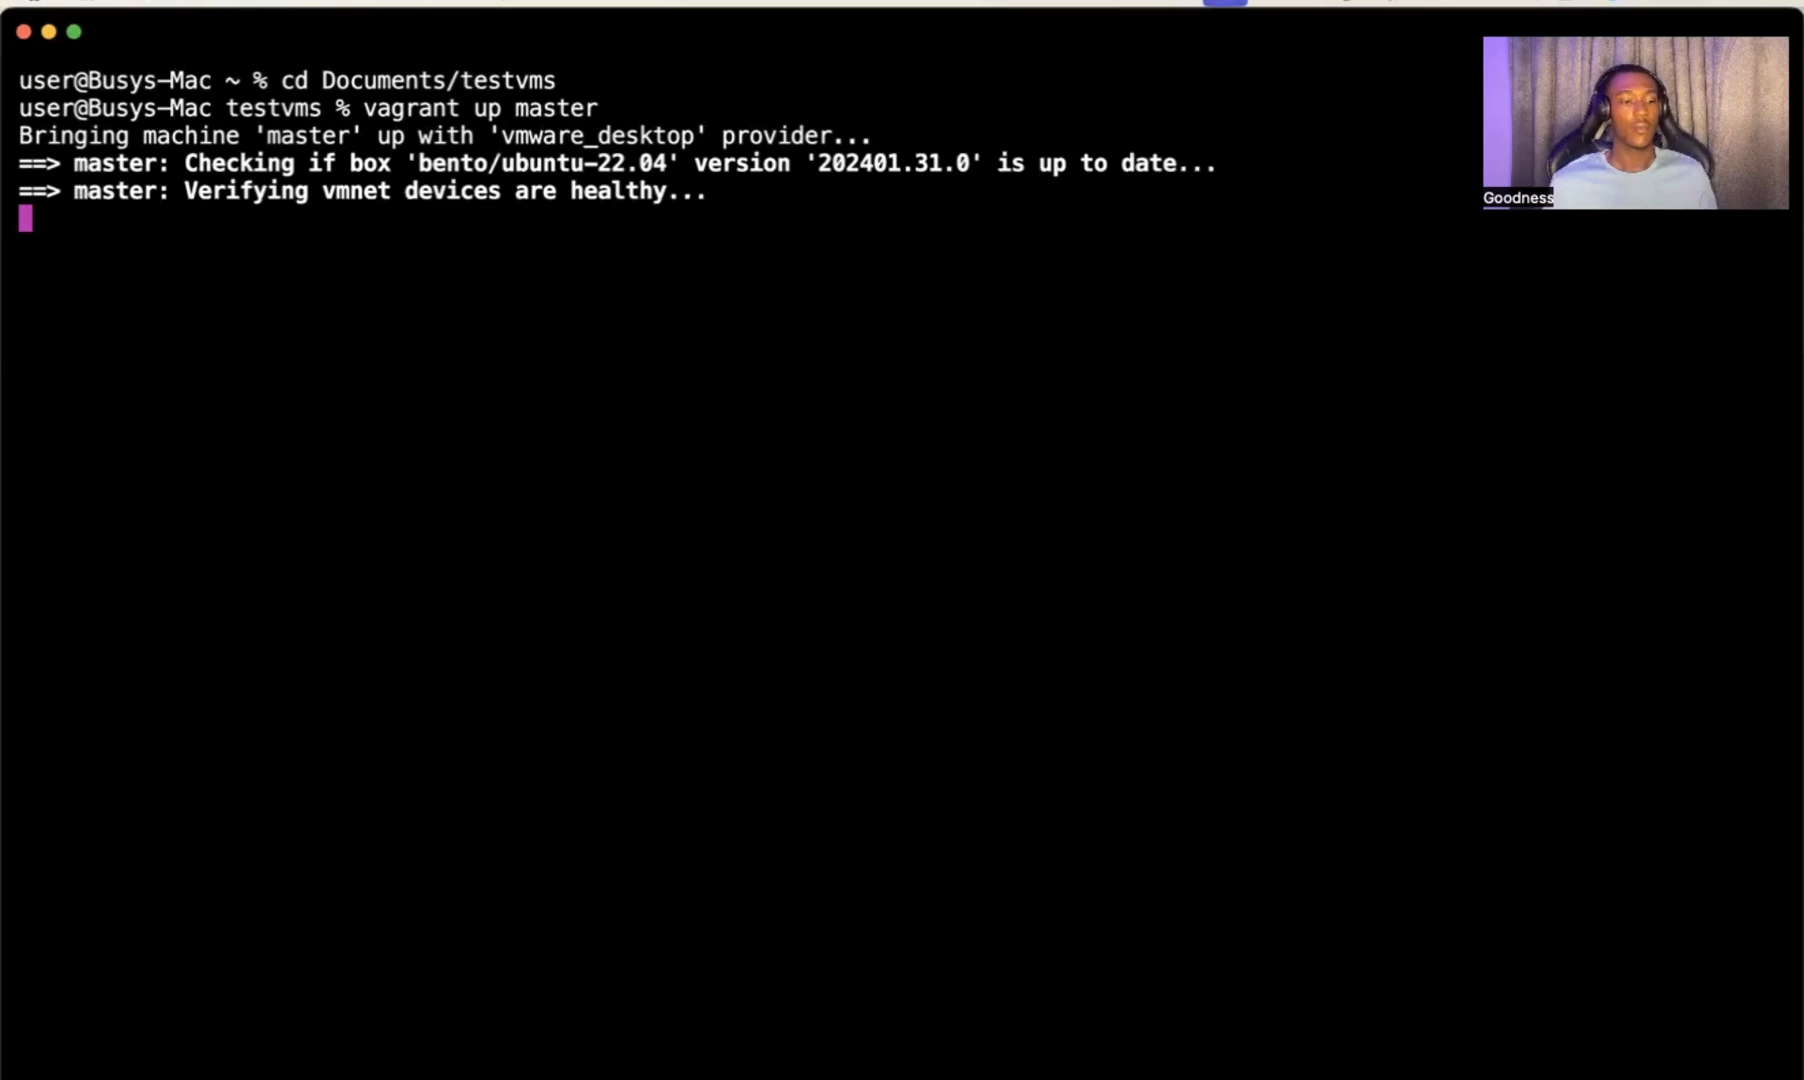 user@Busys-Mac ~ % cd Documents/testvms
user@Busys-Mac testvms % vagrant up master
Bringing machine 'master' up with 'vmware_desktop' provider...
==> master: Checking if box 'bento/ubuntu-22.04' version '202401.31.0' is up to date...
==> master: Verifying vmnet devices are healthy...
Goodness